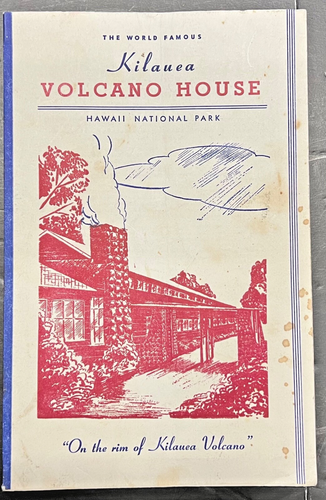 THE WORLD FAMOUS
Kilauea
VOLCANO HOUSE
HAWAII NATIONAL PARK
"On the rim of Kilauea Volcano"